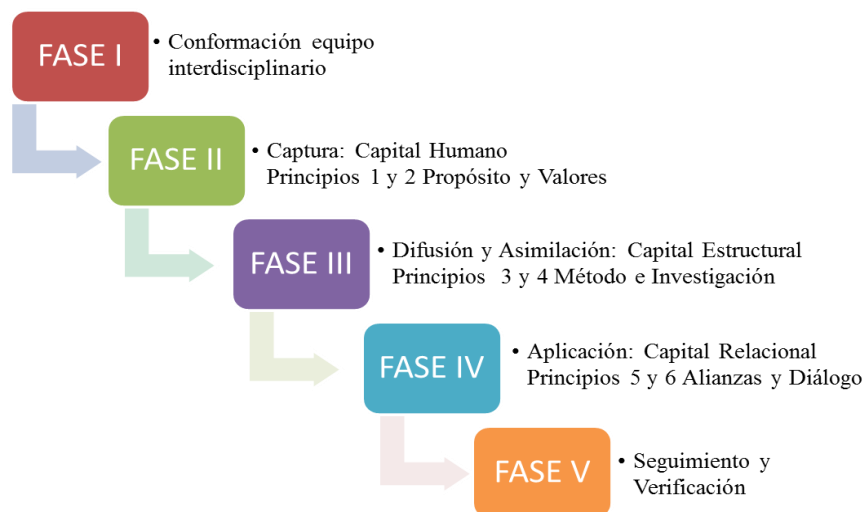 FASE I
• Conformación equipo
interdisciplinario
FASE II
• Captura: Capital Humano
Principios 1 y 2 Propósito y Valores
FASE III
• Difusión y Asimilación: Capital Estructural
Principios 3 y 4 Método e Investigación
FASE IV
• Aplicación: Capital Relacional
Principios 5 y 6 Alianzas y Diálogo
FASE V
• Seguimiento y
Verificación